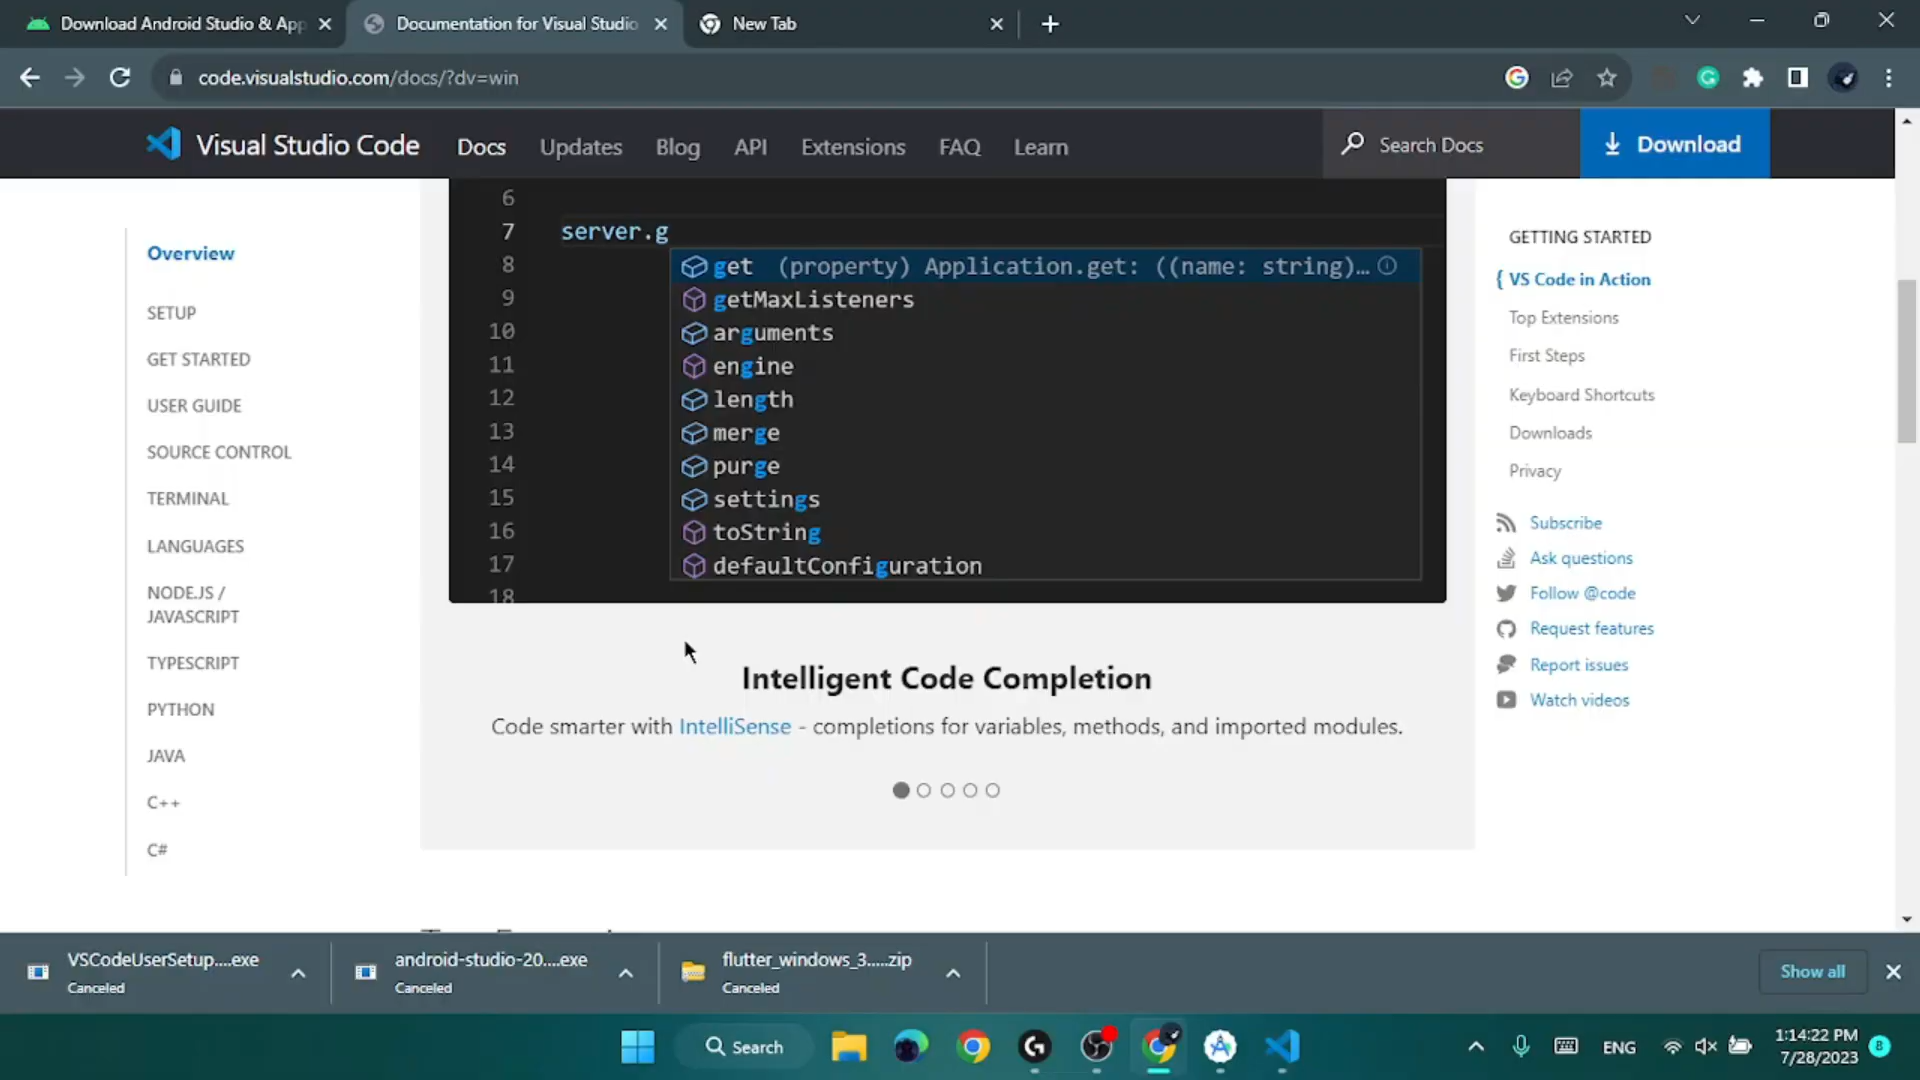 Download Android Studio & App
Documentation for Visual Studio
New Tab
code.visualstudio.com/docs/?dv=win
Visual Studio Code
Docs
Updates
Blog
API
Extensions
FAQ
Learn
Search Docs
Download
Overview
SETUP
GET STARTED
USER GUIDE
SOURCE CONTROL
TERMINAL
LANGUAGES
NODE.JS /
JAVASCRIPT
TYPESCRIPT
PYTHON
JAVA
C++
C#
6
7 server.g
8 get (property) Application.get: ((name: string)…
9 getMaxListeners
10 arguments
11 engine
12 length
13 merge
14 purge
15 settings
16 toString
17 defaultConfiguration
18
Intelligent Code Completion
Code smarter with IntelliSense - completions for variables, methods, and imported modules.
GETTING STARTED
VS Code in Action
Top Extensions
First Steps
Keyboard Shortcuts
Downloads
Privacy
Subscribe
Ask questions
Follow @code
Request features
Report issues
Watch videos
VSCodeUserSetup....exe
Canceled
android-studio-20....exe
Canceled
flutter_windows_3.....zip
Canceled
Show all
Search
ENG
1:14:22 PM
7/28/2023
8